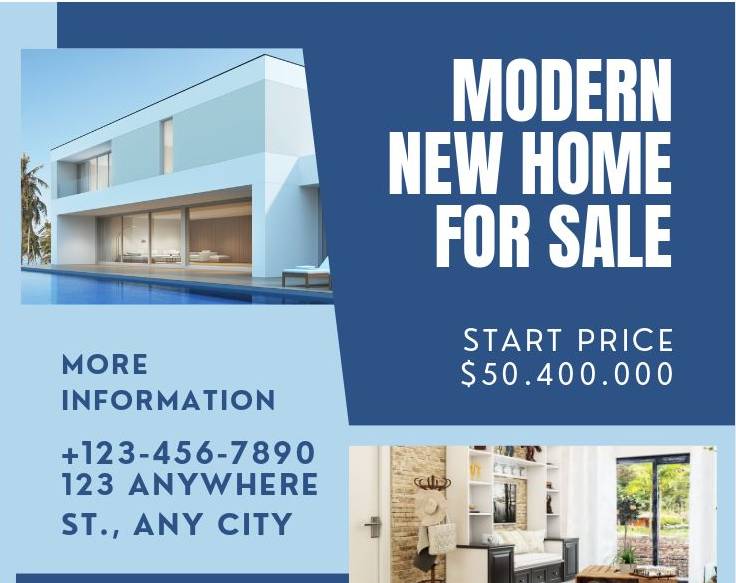 MODERN
NEW HOME
FOR SALE
START PRICE
$50.400.000
MORE
INFORMATION
+123-456-7890
123 ANYWHERE
ST., ANY CITY